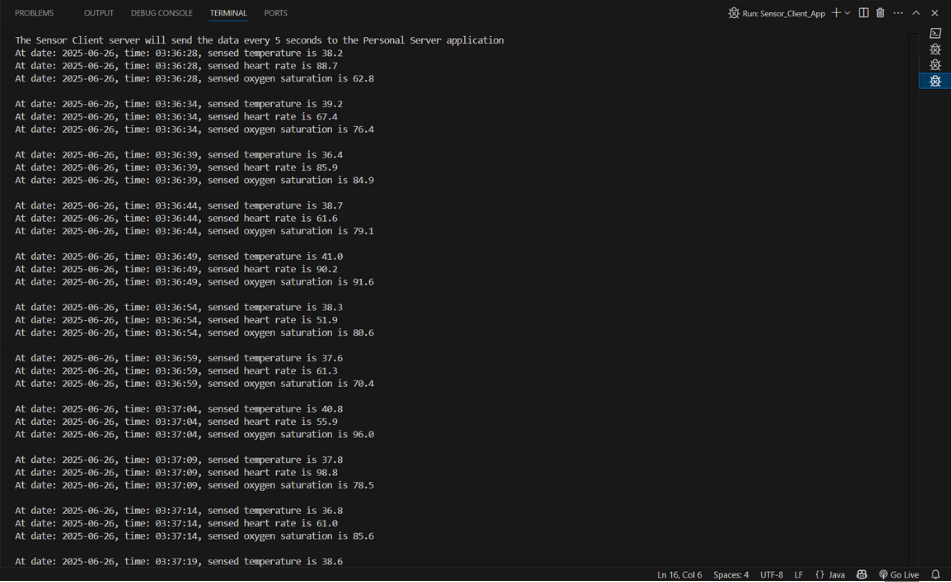 PROBLEMS OUTPUT DEBUG CONSOLE TERMINAL PORTS Run: Sensor_Client_App
The Sensor Client server will send the data every 5 seconds to the Personal Server application
At date: 2025-06-26, time: 03:36:28, sensed temperature is 38.2
At date: 2025-06-26, time: 03:36:28, sensed heart rate is 88.7
At date: 2025-06-26, time: 03:36:28, sensed oxygen saturation is 62.8
At date: 2025-06-26, time: 03:36:34, sensed temperature is 39.2
At date: 2025-06-26, time: 03:36:34, sensed heart rate is 67.4
At date: 2025-06-26, time: 03:36:34, sensed oxygen saturation is 76.4
At date: 2025-06-26, time: 03:36:39, sensed temperature is 36.4
At date: 2025-06-26, time: 03:36:39, sensed heart rate is 85.9
At date: 2025-06-26, time: 03:36:39, sensed oxygen saturation is 84.9
At date: 2025-06-26, time: 03:36:44, sensed temperature is 38.7
At date: 2025-06-26, time: 03:36:44, sensed heart rate is 61.6
At date: 2025-06-26, time: 03:36:44, sensed oxygen saturation is 79.1
At date: 2025-06-26, time: 03:36:49, sensed temperature is 41.0
At date: 2025-06-26, time: 03:36:49, sensed heart rate is 90.2
At date: 2025-06-26, time: 03:36:49, sensed oxygen saturation is 91.6
At date: 2025-06-26, time: 03:36:54, sensed temperature is 38.3
At date: 2025-06-26, time: 03:36:54, sensed heart rate is 51.9
At date: 2025-06-26, time: 03:36:54, sensed oxygen saturation is 80.6
At date: 2025-06-26, time: 03:36:59, sensed temperature is 37.6
At date: 2025-06-26, time: 03:36:59, sensed heart rate is 61.3
At date: 2025-06-26, time: 03:36:59, sensed oxygen saturation is 70.4
At date: 2025-06-26, time: 03:37:04, sensed temperature is 40.8
At date: 2025-06-26, time: 03:37:04, sensed heart rate is 55.9
At date: 2025-06-26, time: 03:37:04, sensed oxygen saturation is 96.0
At date: 2025-06-26, time: 03:37:09, sensed temperature is 37.8
At date: 2025-06-26, time: 03:37:09, sensed heart rate is 98.8
At date: 2025-06-26, time: 03:37:09, sensed oxygen saturation is 78.5
At date: 2025-06-26, time: 03:37:14, sensed temperature is 36.8
At date: 2025-06-26, time: 03:37:14, sensed heart rate is 61.0
At date: 2025-06-26, time: 03:37:14, sensed oxygen saturation is 85.6
At date: 2025-06-26, time: 03:37:19, sensed temperature is 38.6
Ln 16, Col 6 Spaces: 4 UTF-8 LF {} Java Go Live